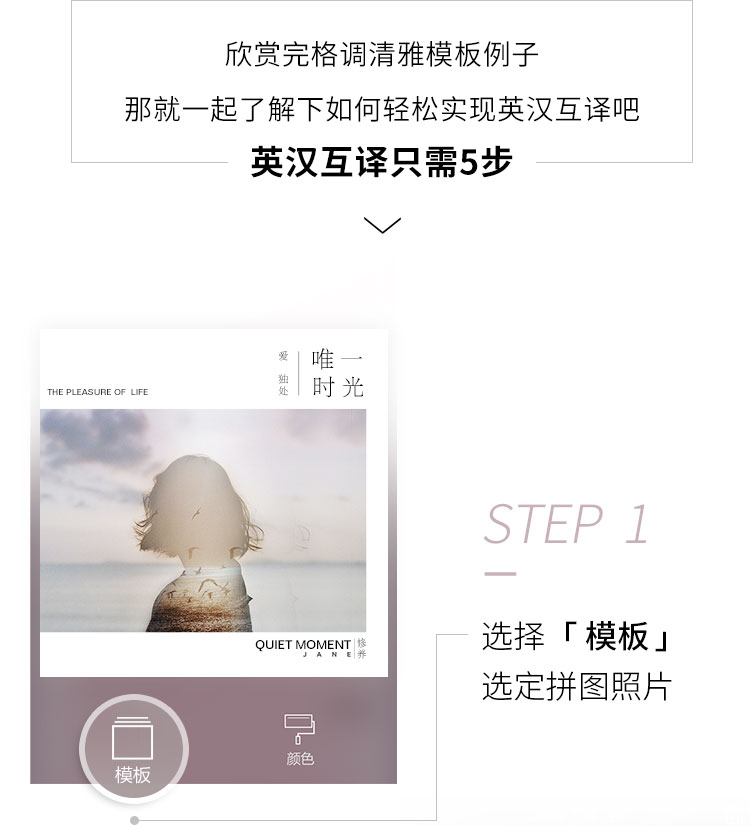 欣赏完格调清雅模板例子
那就一起了解下如何轻松实现英汉互译吧
英汉互译只需5步
爱 独处
唯一
时光
THE PLEASURE OF LIFE
STEP 1
选择「模板」
选定拼图照片
QUIET MOMENT
JANE
修养
模板
颜色